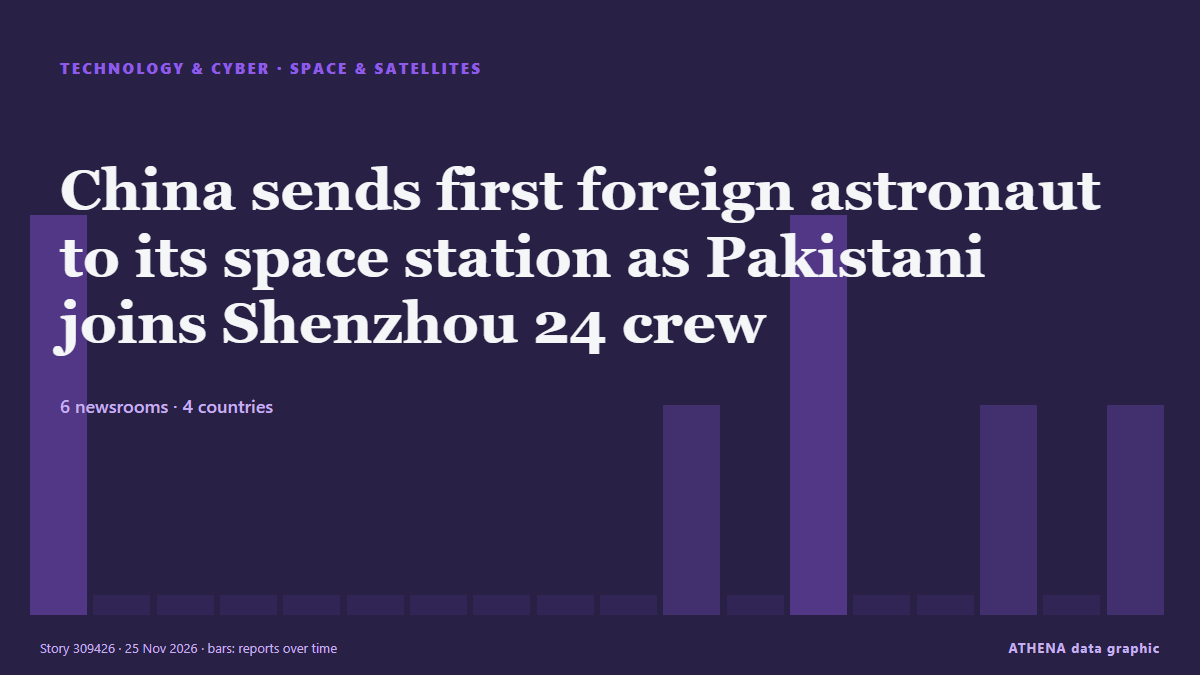 TECHNOLOGY & CYBER · SPACE & SATELLITES
China sends first foreign astronaut
to its space station as Pakistani
joins Shenzhou 24 crew
6 newsrooms · 4 countries
Story 309426 · 25 Nov 2026 · bars: reports over time
ATHENA data graphic